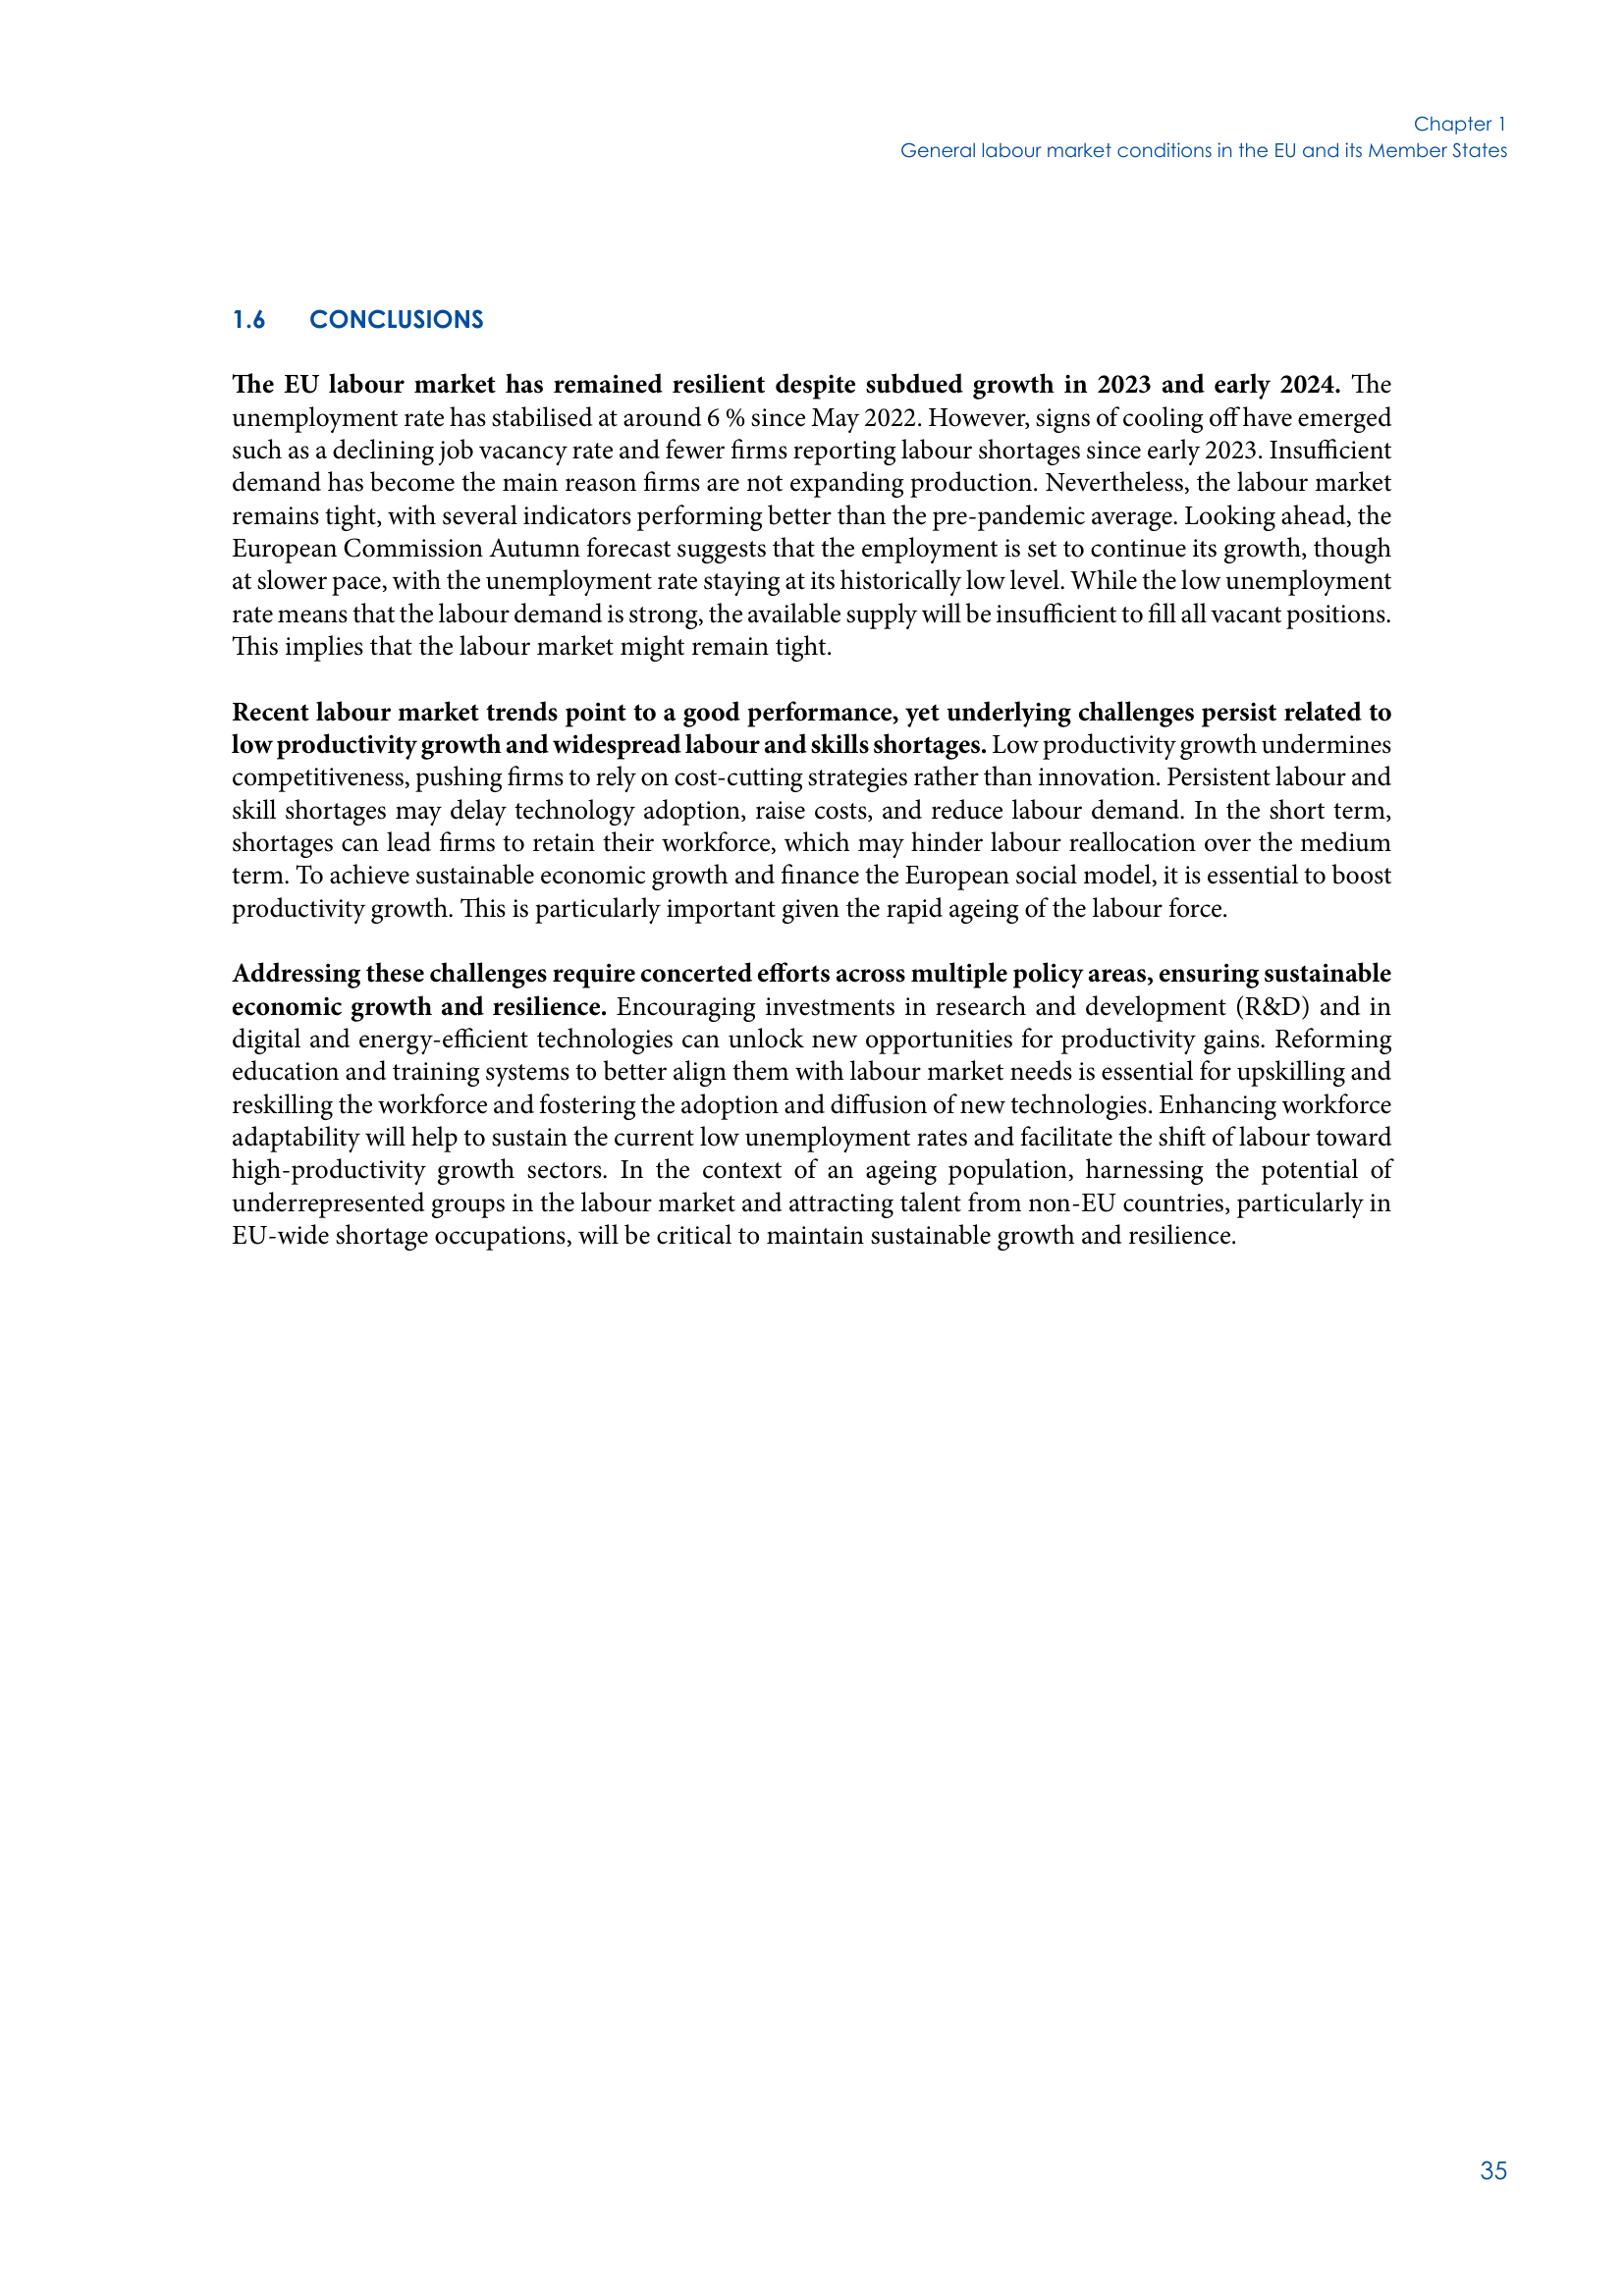 Chapter 1
General labour market conditions in the EU and its Member States
1.6 CONCLUSIONS
The EU labour market has remained resilient despite subdued growth in 2023 and early 2024. The
unemployment rate has stabilised at around 6 % since May 2022. However, signs of cooling off have emerged
such as a declining job vacancy rate and fewer firms reporting labour shortages since early 2023. Insufficient
demand has become the main reason firms are not expanding production. Nevertheless, the labour market
remains tight, with several indicators performing better than the pre-pandemic average. Looking ahead, the
European Commission Autumn forecast suggests that the employment is set to continue its growth, though
at slower pace, with the unemployment rate staying at its historically low level. While the low unemployment
rate means that the labour demand is strong, the available supply will be insufficient to fill all vacant positions.
This implies that the labour market might remain tight.
Recent labour market trends point to a good performance, yet underlying challenges persist related to
low productivity growth and widespread labour and skills shortages. Low productivity growth undermines
competitiveness, pushing firms to rely on cost-cutting strategies rather than innovation. Persistent labour and
skill shortages may delay technology adoption, raise costs, and reduce labour demand. In the short term,
shortages can lead firms to retain their workforce, which may hinder labour reallocation over the medium
term. To achieve sustainable economic growth and finance the European social model, it is essential to boost
productivity growth. This is particularly important given the rapid ageing of the labour force.
Addressing these challenges require concerted efforts across multiple policy areas, ensuring sustainable
economic growth and resilience. Encouraging investments in research and development (R&D) and in
digital and energy-efficient technologies can unlock new opportunities for productivity gains. Reforming
education and training systems to better align them with labour market needs is essential for upskilling and
reskilling the workforce and fostering the adoption and diffusion of new technologies. Enhancing workforce
adaptability will help to sustain the current low unemployment rates and facilitate the shift of labour toward
high-productivity growth sectors. In the context of an ageing population, harnessing the potential of
underrepresented groups in the labour market and attracting talent from non-EU countries, particularly in
EU-wide shortage occupations, will be critical to maintain sustainable growth and resilience.
35